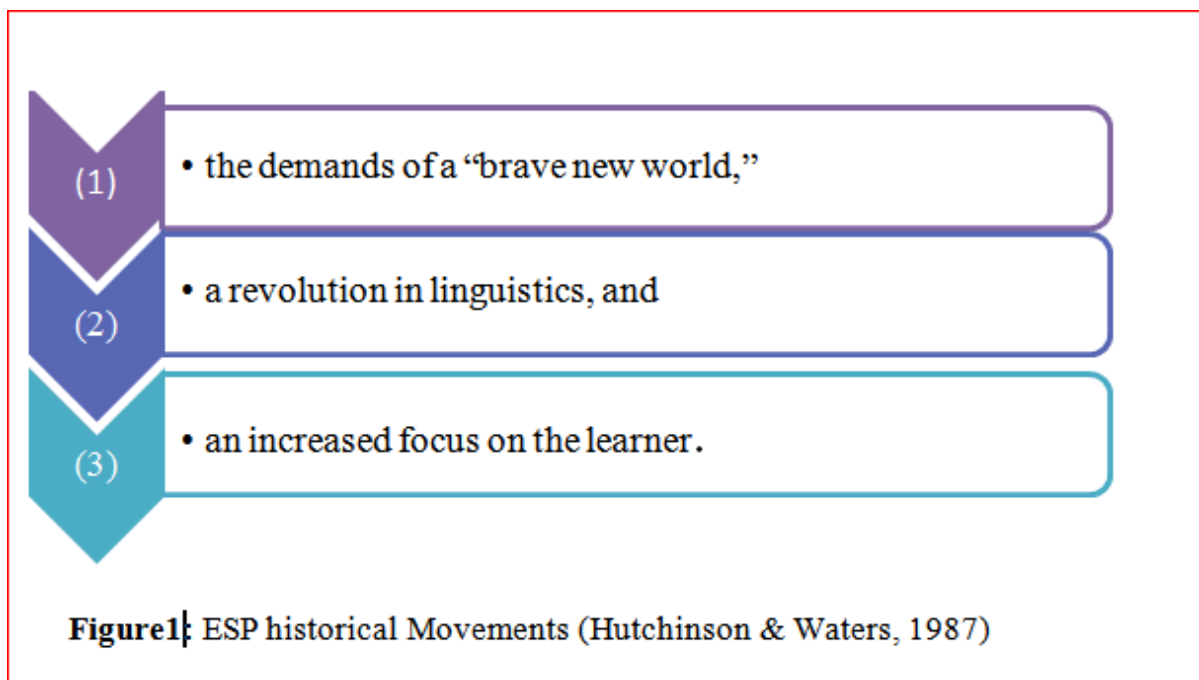 (1)
• the demands of a “brave new world,”
(2)
• a revolution in linguistics, and
(3)
• an increased focus on the learner.
Figure1: ESP historical Movements (Hutchinson & Waters, 1987)